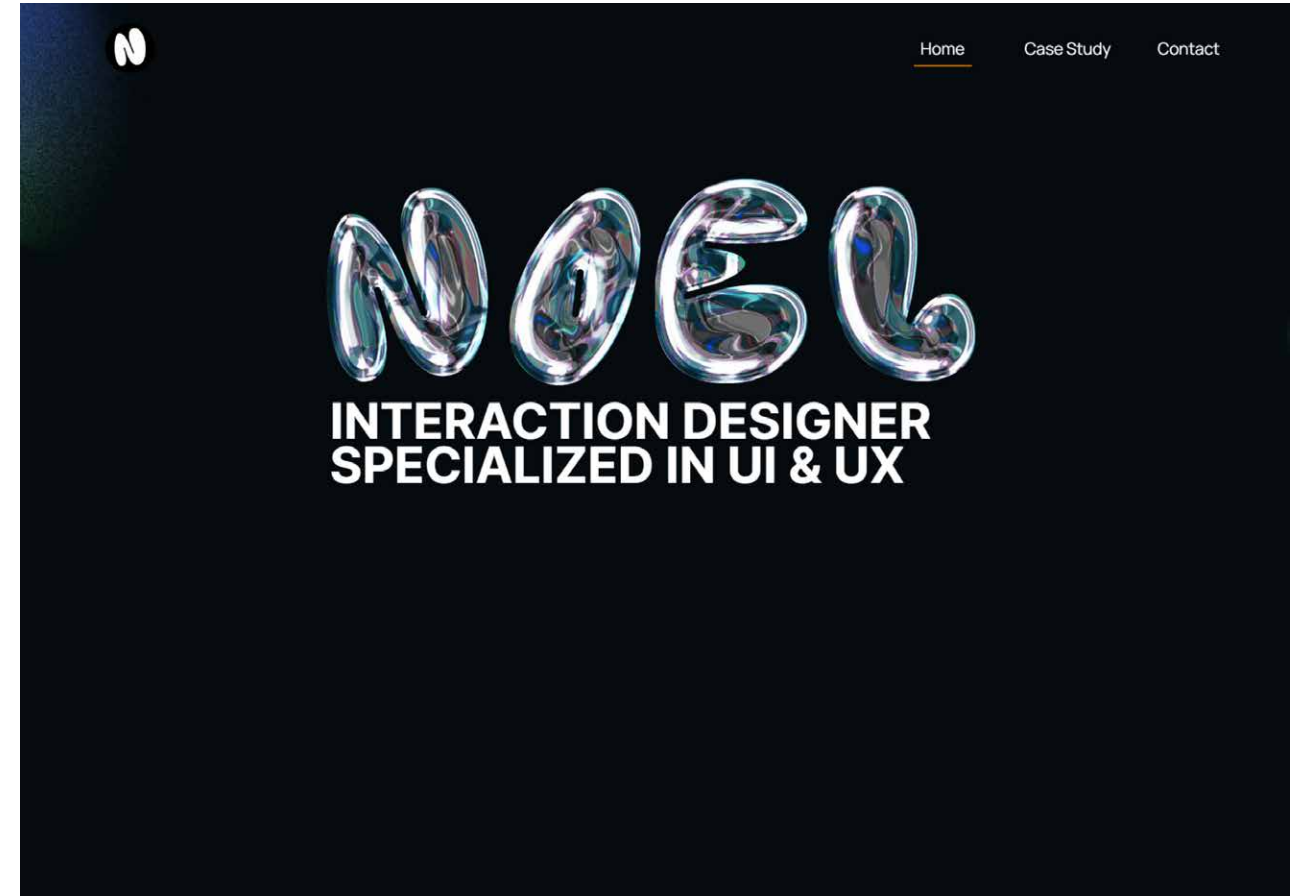 N
Home
Case Study
Contact
NOEL
INTERACTION DESIGNER
SPECIALIZED IN UI & UX